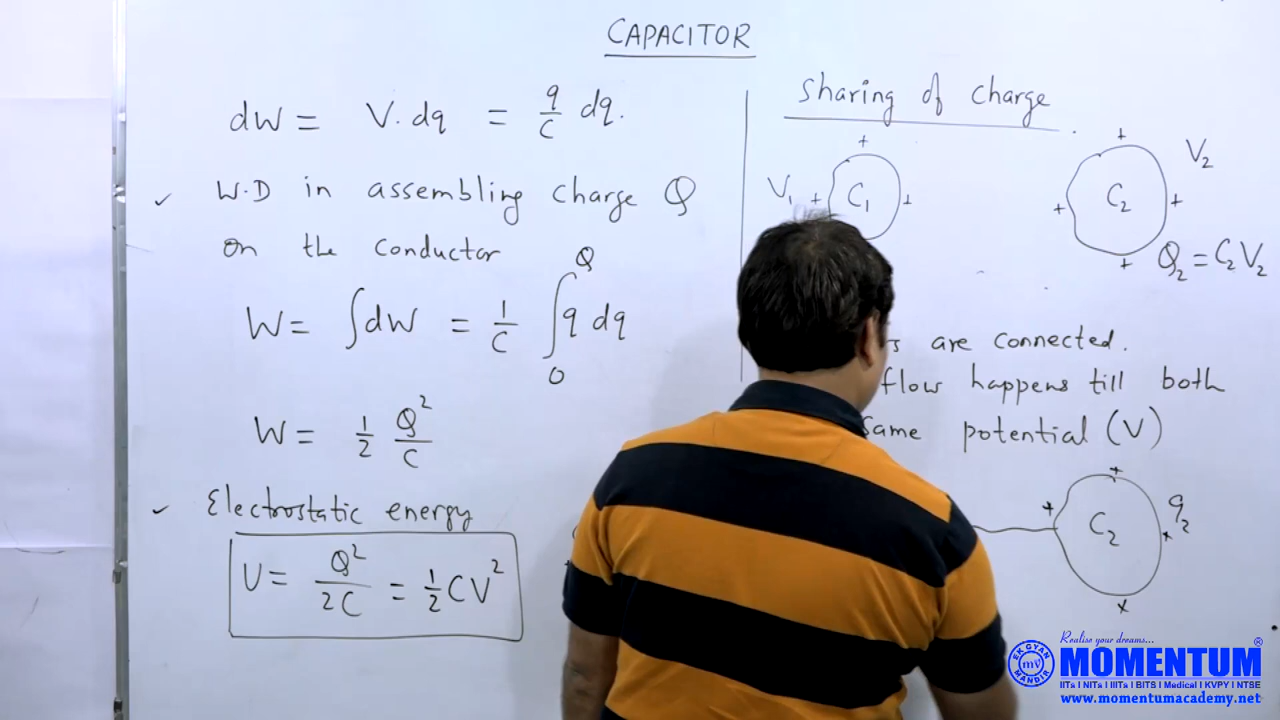 CAPACITOR
dW = V.dq = q/C dq.
✓ W.D in assembling charge Q
on the conductor
W = ∫dW = 1/C ∫₀^Q q dq
W = 1/2 Q²/C
✓ Electrostatic energy
U = Q²/2C = 1/2 CV²
Sharing of charge
V₁ + C₁ + +
+ + C₂ + + V₂
Q₂ = C₂V₂
are connected.
flow happens till both
same potential (V)
+ + C₂ q₂
Realise your dreams...
EK GYAN MANDIR
MOMENTUM
IITs | NITs | IIITs | BITS | Medical | KVPY | NTSE
www.momentumacademy.net